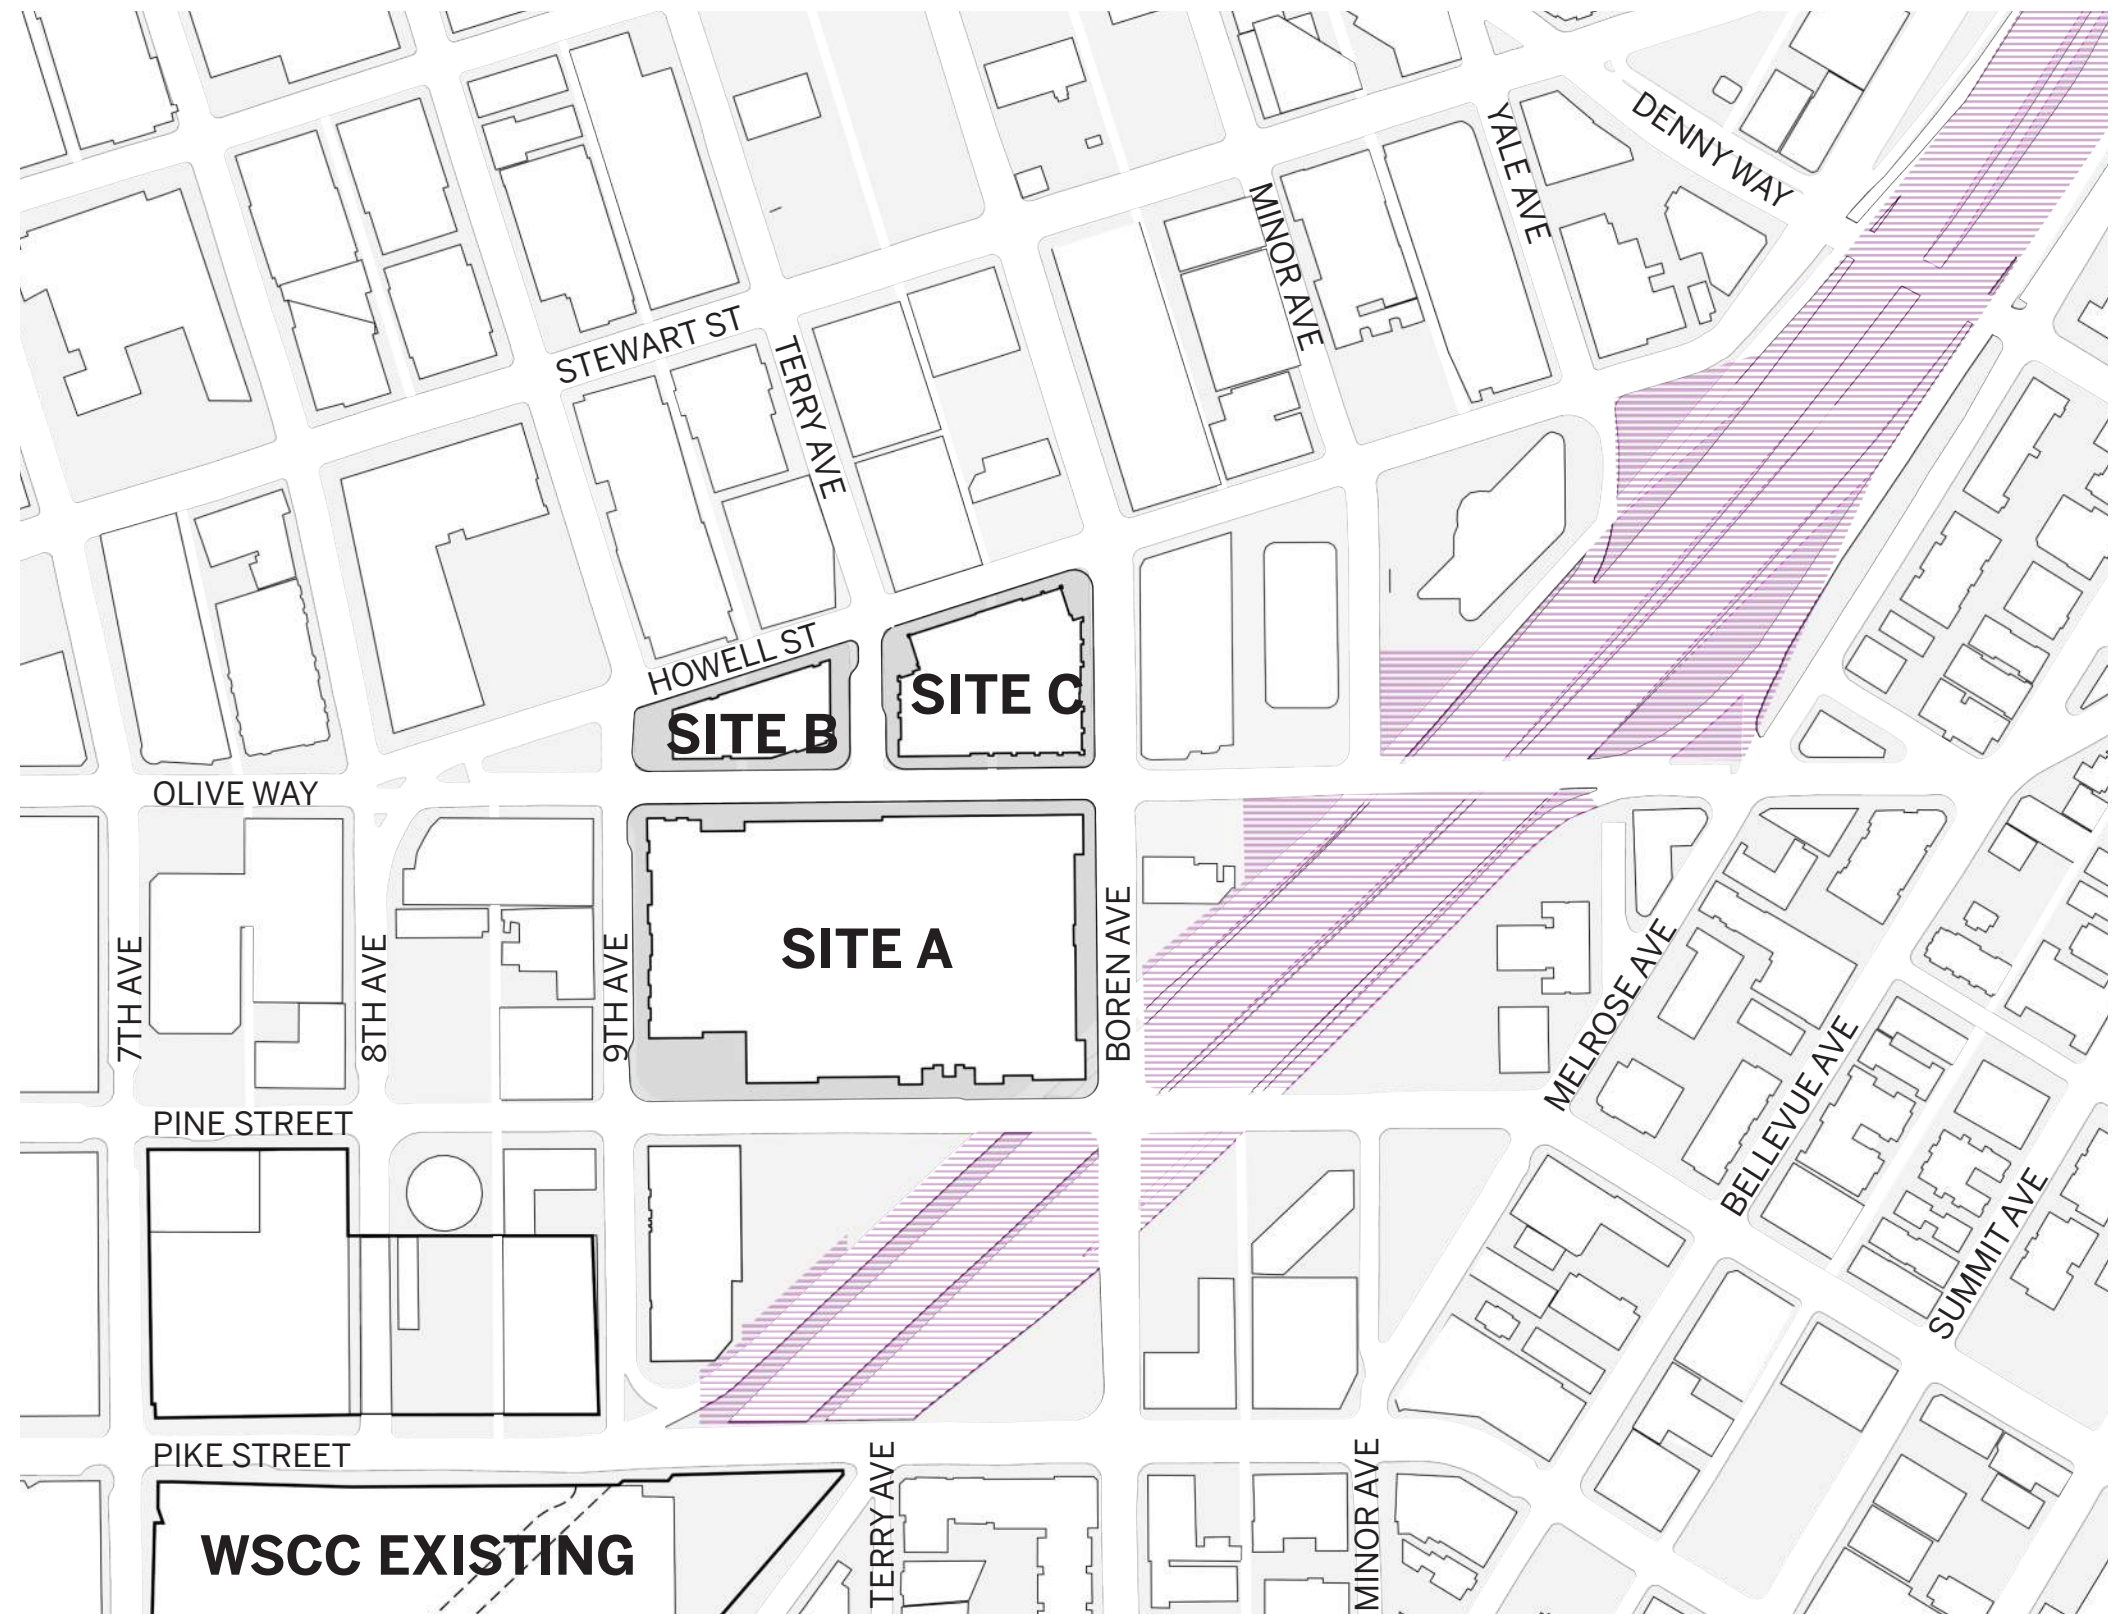 DENNY WAY
YALE AVE
MINOR AVE
STEWART ST
TERRY AVE
HOWELL ST
SITE C
SITE B
OLIVE WAY
SITE A
7TH AVE
8TH AVE
9TH AVE
BOREN AVE
MELROSE AVE
BELLEVUE AVE
SUMMIT AVE
PINE STREET
PIKE STREET
TERRY AVE
MINOR AVE
WSCC EXISTING